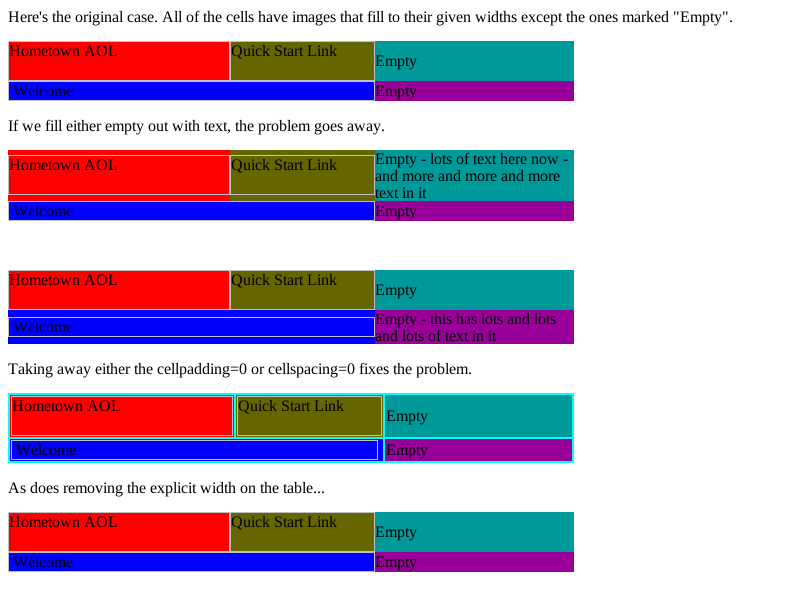 Here's the original case. All of the cells have images that fill to their given widths except the ones marked "Empty".
Hometown AOL Quick Start Link Empty
Welcome Empty
If we fill either empty out with text, the problem goes away.
Hometown AOL Quick Start Link Empty - lots of text here now -
and more and more and more
text in it
Welcome Empty
Hometown AOL Quick Start Link Empty
Welcome Empty - this has lots and lots
and lots of text in it
Taking away either the cellpadding=0 or cellspacing=0 fixes the problem.
Hometown AOL Quick Start Link Empty
Welcome Empty
As does removing the explicit width on the table...
Hometown AOL Quick Start Link Empty
Welcome Empty